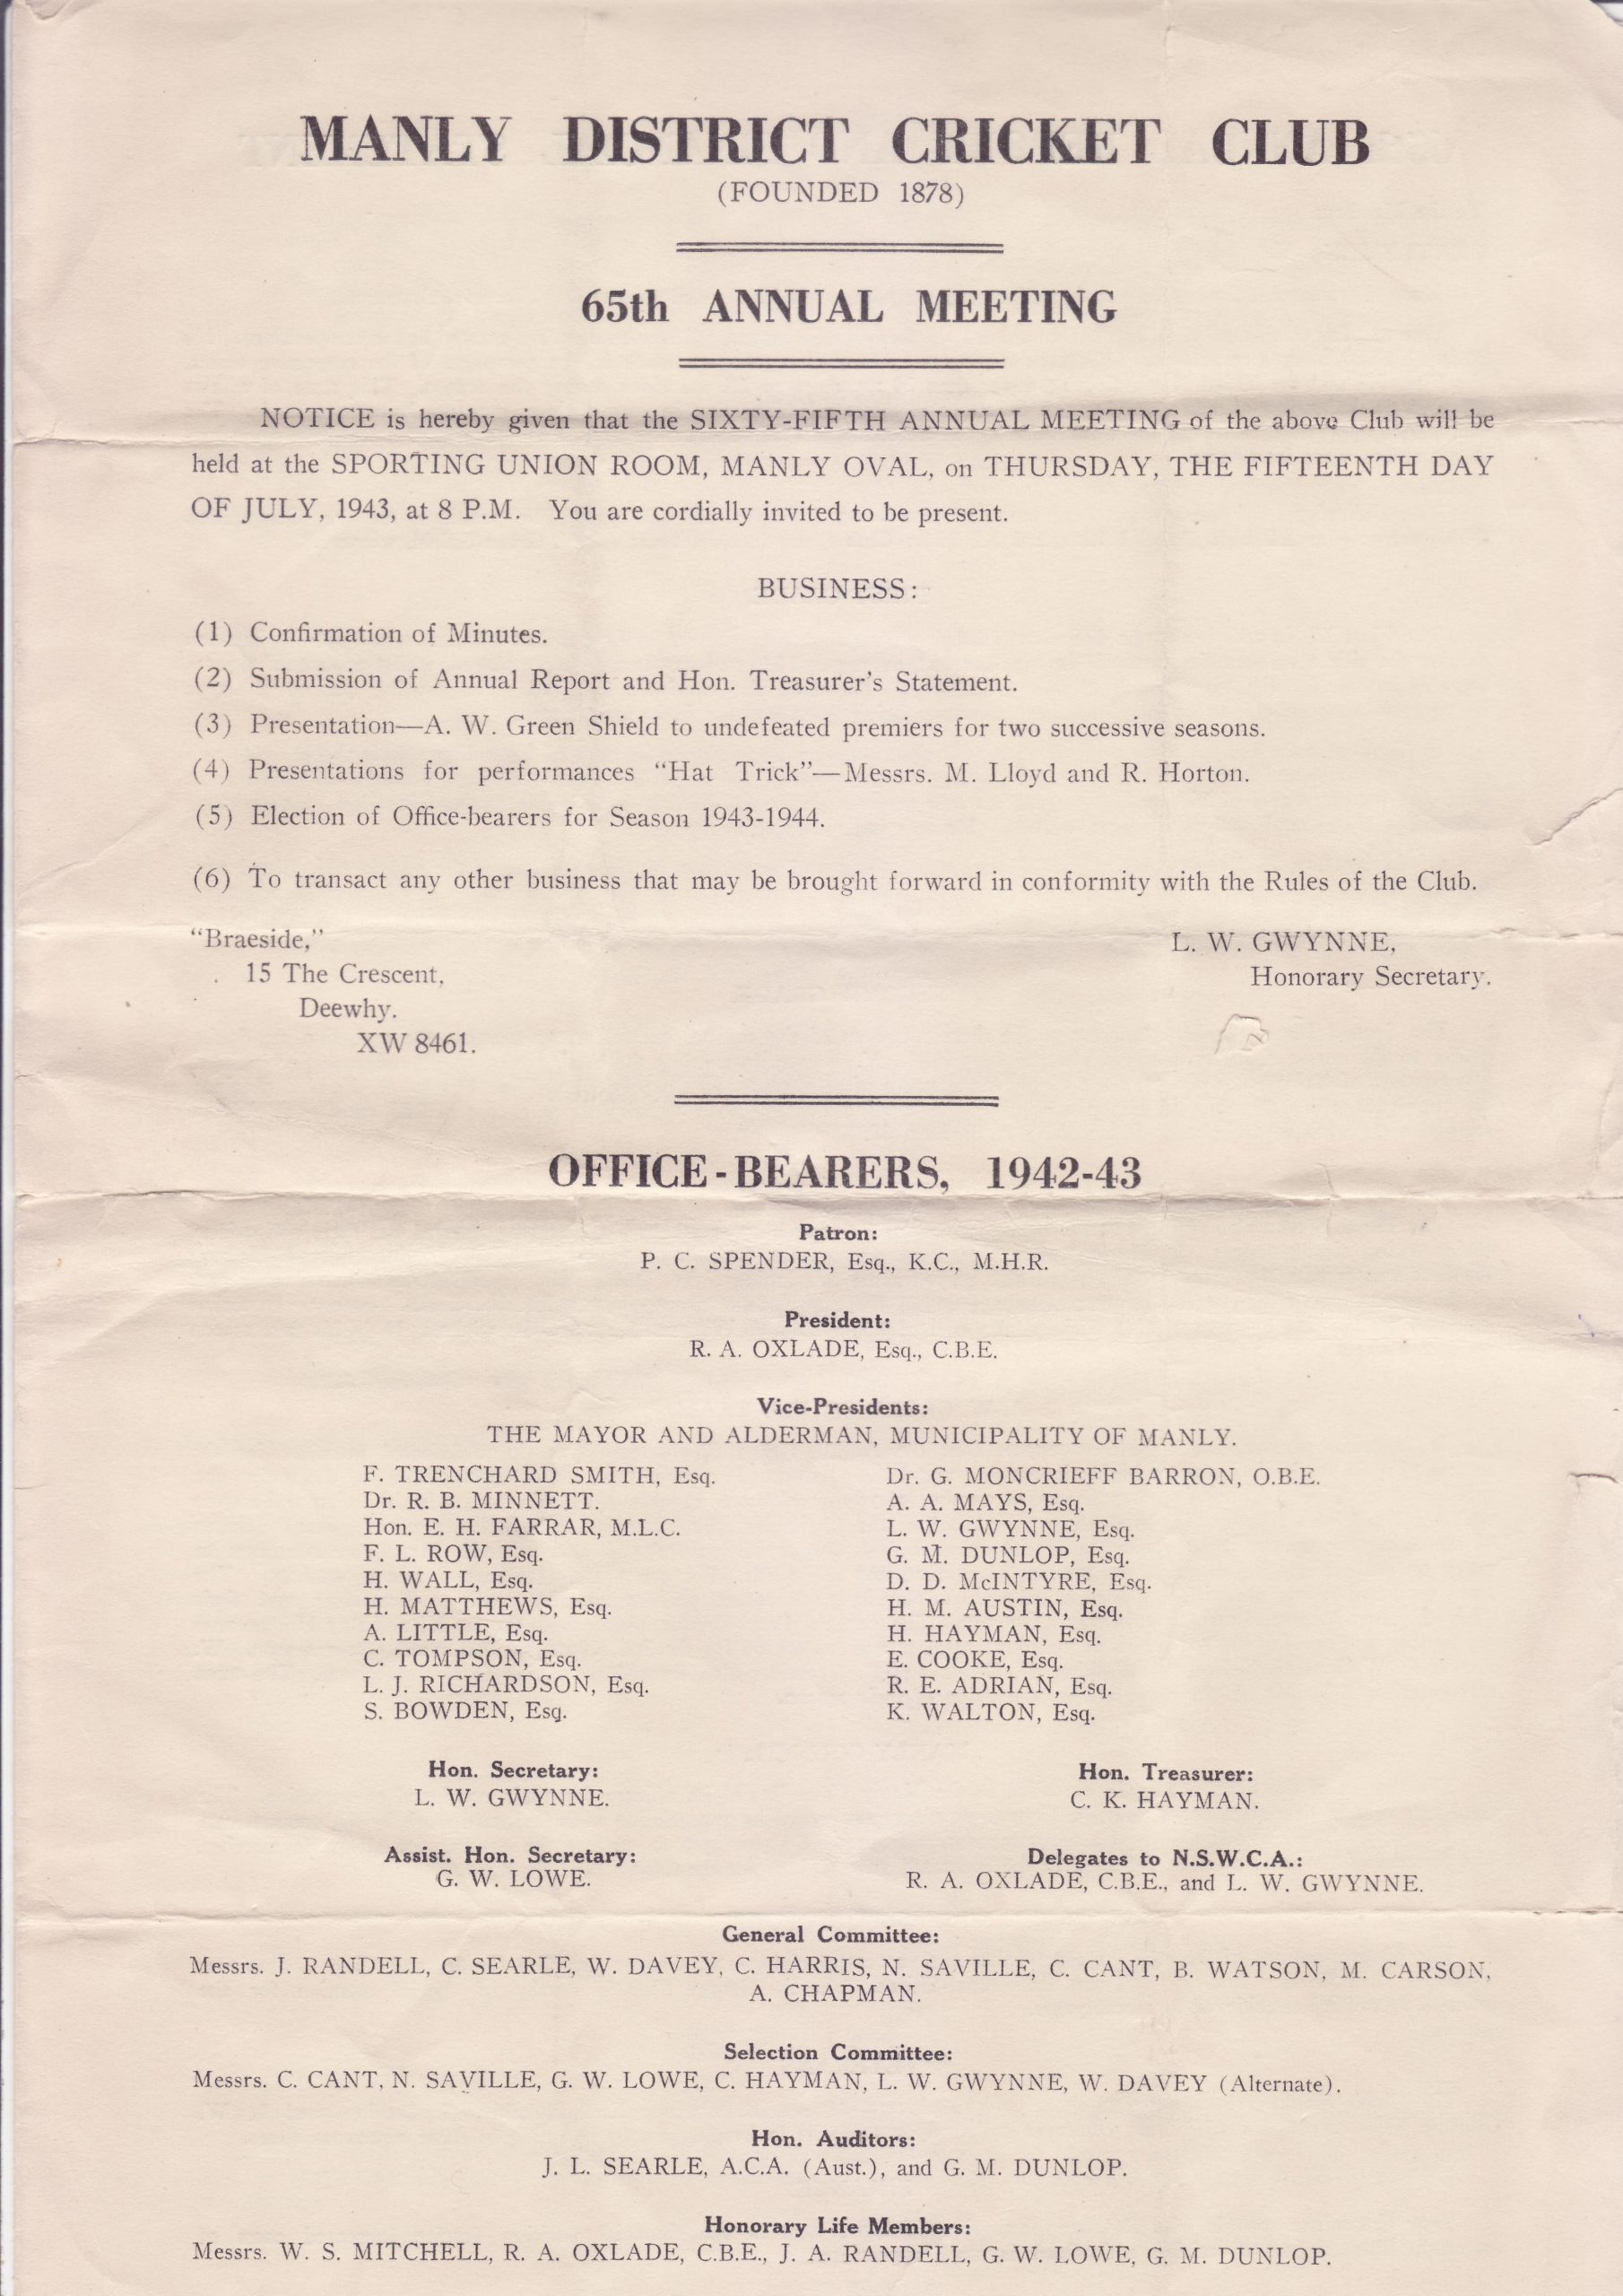 MANLY DISTRICT CRICKET CLUB
(FOUNDED 1878)
65th ANNUAL MEETING
NOTICE is hereby given that the SIXTY-FIFTH ANNUAL MEETING of the above Club will be
held at the SPORTING UNION ROOM, MANLY OVAL, on THURSDAY, THE FIFTEENTH DAY
OF JULY, 1943, at 8 P.M. You are cordially invited to be present.
BUSINESS:
(1) Confirmation of Minutes.
(2) Submission of Annual Report and Hon. Treasurer's Statement.
(3) Presentation—A. W. Green Shield to undefeated premiers for two successive seasons.
(4) Presentations for performances “Hat Trick”—Messrs. M. Lloyd and R. Horton.
(5) Election of Office-bearers for Season 1943-1944.
(6) To transact any other business that may be brought forward in conformity with the Rules of the Club.
“Braeside,”
15 The Crescent,
Deewhy.
XW 8461.
L. W. GWYNNE,
Honorary Secretary.
OFFICE-BEARERS, 1942-43
Patron:
P. C. SPENDER, Esq., K.C., M.H.R.
President:
R. A. OXLADE, Esq., C.B.E.
Vice-Presidents:
THE MAYOR AND ALDERMAN, MUNICIPALITY OF MANLY.
F. TRENCHARD SMITH, Esq.
Dr. R. B. MINNETT.
Hon. E. H. FARRAR, M.L.C.
F. L. ROW, Esq.
H. WALL, Esq.
H. MATTHEWS, Esq.
A. LITTLE, Esq.
C. TOMPSON, Esq.
L. J. RICHARDSON, Esq.
S. BOWDEN, Esq.
Dr. G. MONCRIEFF BARRON, O.B.E.
A. A. MAYS, Esq.
L. W. GWYNNE, Esq.
G. M. DUNLOP, Esq.
D. D. McINTYRE, Esq.
H. M. AUSTIN, Esq.
H. HAYMAN, Esq.
E. COOKE, Esq.
R. E. ADRIAN, Esq.
K. WALTON, Esq.
Hon. Secretary:
L. W. GWYNNE.
Hon. Treasurer:
C. K. HAYMAN.
Assist. Hon. Secretary:
G. W. LOWE.
Delegates to N.S.W.C.A.:
R. A. OXLADE, C.B.E., and L. W. GWYNNE.
General Committee:
Messrs. J. RANDELL, C. SEARLE, W. DAVEY, C. HARRIS, N. SAVILLE, C. CANT, B. WATSON, M. CARSON,
A. CHAPMAN.
Selection Committee:
Messrs. C. CANT, N. SAVILLE, G. W. LOWE, C. HAYMAN, L. W. GWYNNE, W. DAVEY (Alternate).
Hon. Auditors:
J. L. SEARLE, A.C.A. (Aust.), and G. M. DUNLOP.
Honorary Life Members:
Messrs. W. S. MITCHELL, R. A. OXLADE, C.B.E., J. A. RANDELL, G. W. LOWE, G. M. DUNLOP.